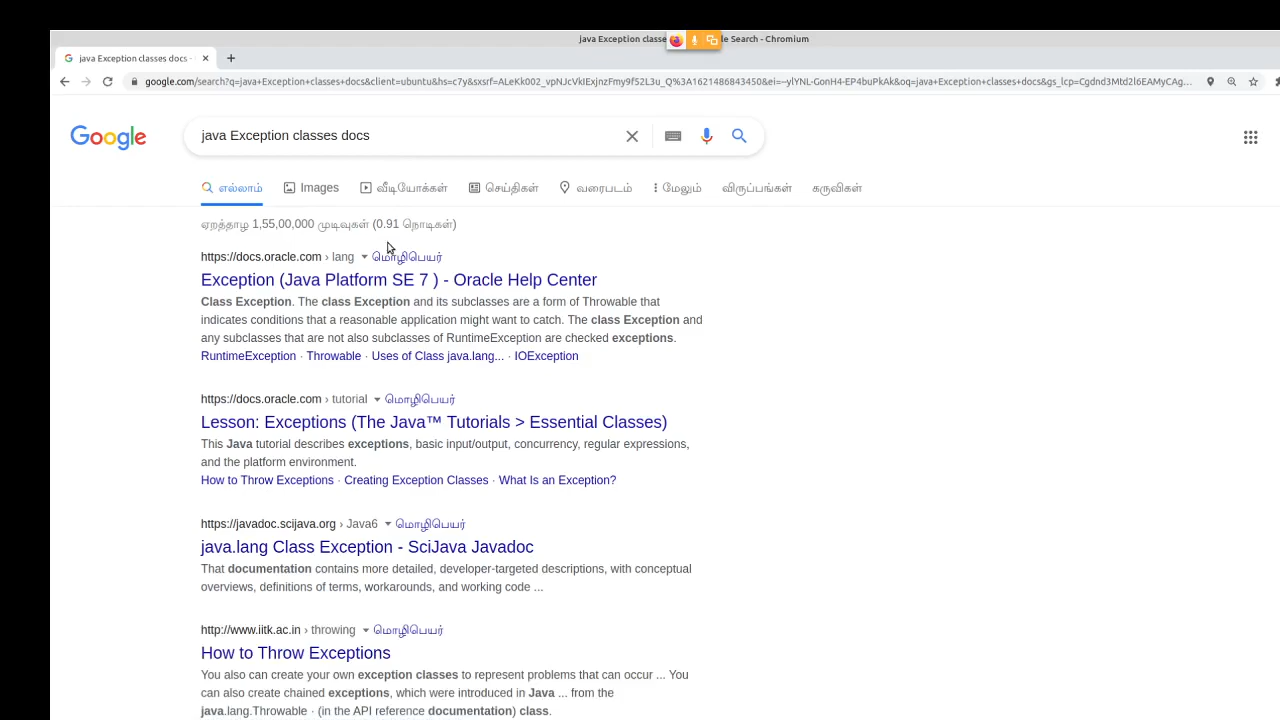 java Exception classe
le Search - Chromium
java Exception classes docs -
google.com/search?q=java+Exception+classes+docs&client=ubuntu&hs=c7y&sxsrf=ALeKk002_vpNJcVkIExjnzFmy9f52L3u_Q%3A1621486843450&ei=-ylYYNL-GonH4-EP4buPkAk&oq=java+Exception+classes+docs&gs_lcp=Cgdnd3Mtd2l6EAMyCAg...
Google
java Exception classes docs
எல்லாம்
Images
வீடியோக்கள்
செய்திகள்
வரைபடம்
மேலும்
விருப்பங்கள்
கருவிகள்
ஏறத்தாழ 1,55,00,000 முடிவுகள் (0.91 நொடிகள்)
https://docs.oracle.com › lang மொழிபெயர்
Exception (Java Platform SE 7 ) - Oracle Help Center
Class Exception. The class Exception and its subclasses are a form of Throwable that
indicates conditions that a reasonable application might want to catch. The class Exception and
any subclasses that are not also subclasses of RuntimeException are checked exceptions.
RuntimeException · Throwable · Uses of Class java.lang... · IOException
https://docs.oracle.com › tutorial மொழிபெயர்
Lesson: Exceptions (The Java™ Tutorials > Essential Classes)
This Java tutorial describes exceptions, basic input/output, concurrency, regular expressions,
and the platform environment.
How to Throw Exceptions · Creating Exception Classes · What Is an Exception?
https://javadoc.scijava.org › Java6 மொழிபெயர்
java.lang Class Exception - SciJava Javadoc
That documentation contains more detailed, developer-targeted descriptions, with conceptual
overviews, definitions of terms, workarounds, and working code ...
http://www.iitk.ac.in › throwing மொழிபெயர்
How to Throw Exceptions
You also can create your own exception classes to represent problems that can occur ... You
can also create chained exceptions, which were introduced in Java ... from the
java.lang.Throwable · (in the API reference documentation) class.